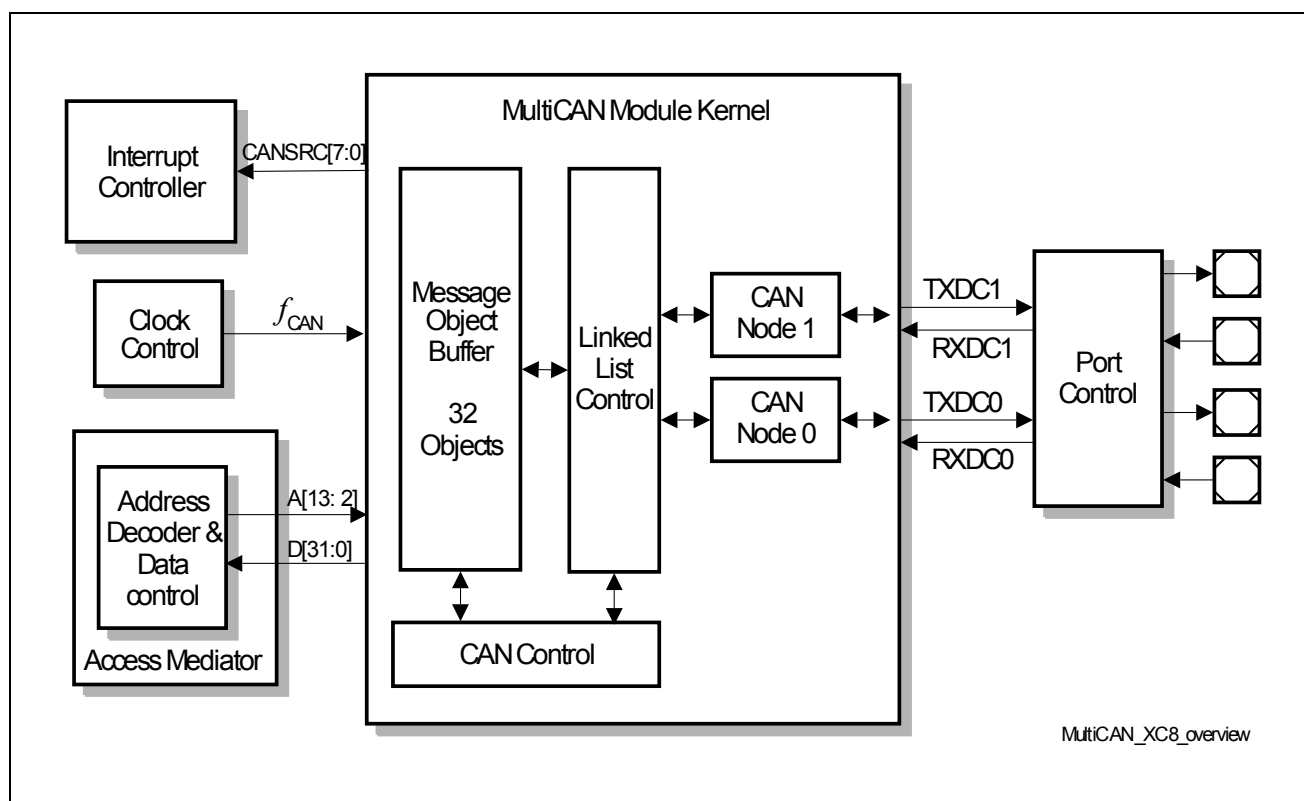 MultiCAN Module Kernel
Interrupt
Controller
CANSRC[7:0]
Clock
Control
fCAN
Address
Decoder &
Data
control
A[13: 2]
D[31:0]
Access Mediator
Message
Object
Buffer
32
Objects
Linked
List
Control
CAN
Node 1
CAN
Node 0
CAN Control
TXDC1
RXDC1
TXDC0
RXDC0
Port
Control
MultiCAN_XC8_overview